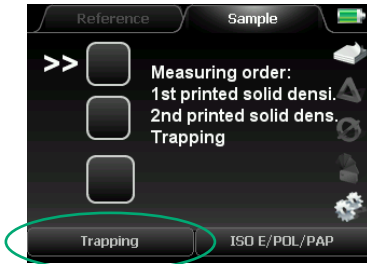 Reference Sample
>>
Measuring order:
1st printed solid densi.
2nd printed solid dens.
Trapping
Trapping ISO E/POL/PAP